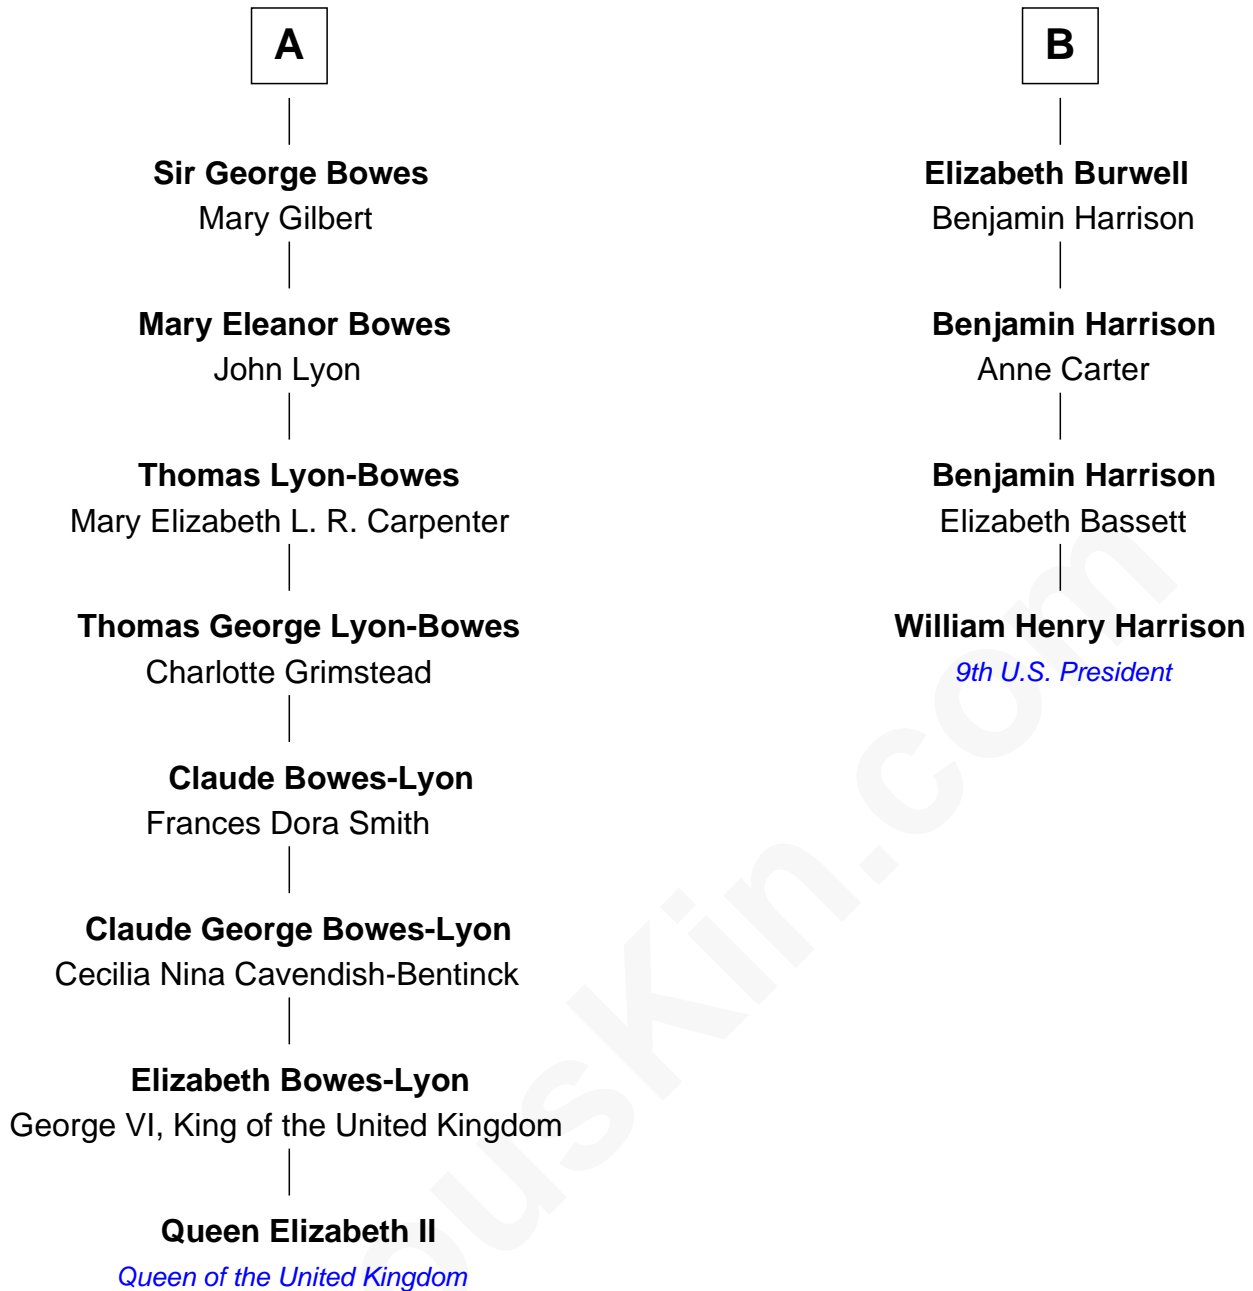 A
Sir George Bowes
Mary Gilbert
Mary Eleanor Bowes
John Lyon
Thomas Lyon-Bowes
Mary Elizabeth L. R. Carpenter
Thomas George Lyon-Bowes
Charlotte Grimstead
Claude Bowes-Lyon
Frances Dora Smith
Claude George Bowes-Lyon
Cecilia Nina Cavendish-Bentinck
Elizabeth Bowes-Lyon
George VI, King of the United Kingdom
Queen Elizabeth II
Queen of the United Kingdom
B
Elizabeth Burwell
Benjamin Harrison
Benjamin Harrison
Anne Carter
Benjamin Harrison
Elizabeth Bassett
William Henry Harrison
9th U.S. President
ousKin.com